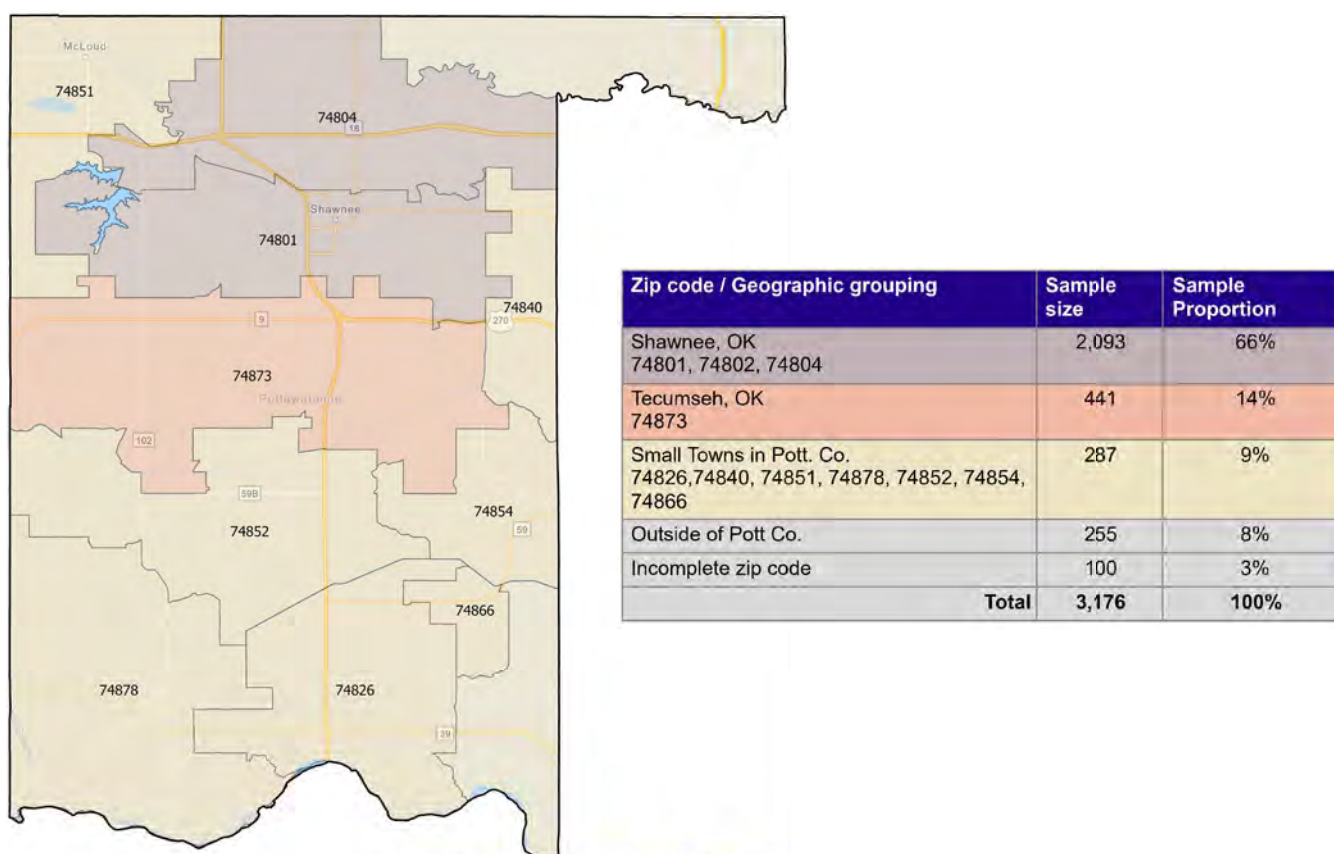 McLoud
74851
74804
18
Shawnee
74801
74840
9
270
74873
Pottawatomie
102
59B
74852
74854
59
74866
74878
74826
39
Zip code / Geographic grouping Sample size Sample Proportion
Shawnee, OK 2,093 66%
74801, 74802, 74804
Tecumseh, OK 441 14%
74873
Small Towns in Pott. Co. 287 9%
74826,74840, 74851, 74878, 74852, 74854,
74866
Outside of Pott Co. 255 8%
Incomplete zip code 100 3%
Total 3,176 100%